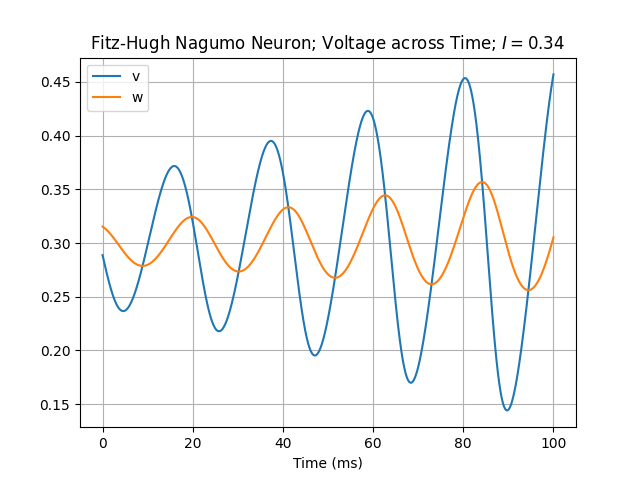 Fitz-Hugh Nagumo Neuron; Voltage across Time; I = 0.34
v
w
0.45
0.40
0.35
0.30
0.25
0.20
0.15
0 20 40 60 80 100
Time (ms)